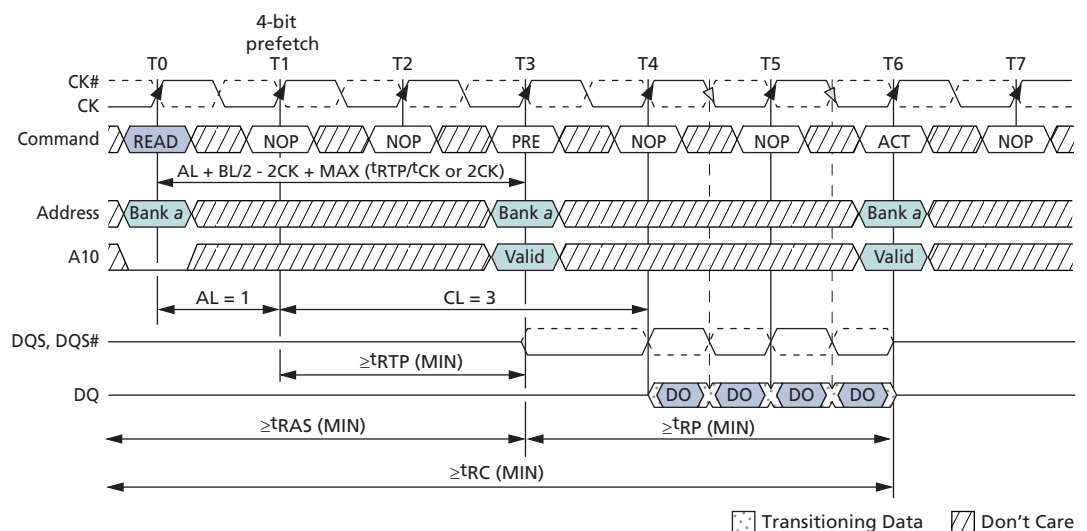 4-bit
prefetch
T0 T1 T2 T3 T4 T5 T6 T7
CK#
CK
Command READ NOP NOP PRE NOP NOP ACT NOP
AL + BL/2 - 2CK + MAX (tRTP/tCK or 2CK)
Address Bank a Bank a Bank a
A10 Valid Valid
AL = 1 CL = 3
DQS, DQS#
≥tRTP (MIN)
DQ DO DO DO DO
≥tRAS (MIN) ≥tRP (MIN)
≥tRC (MIN)
Transitioning Data Don't Care